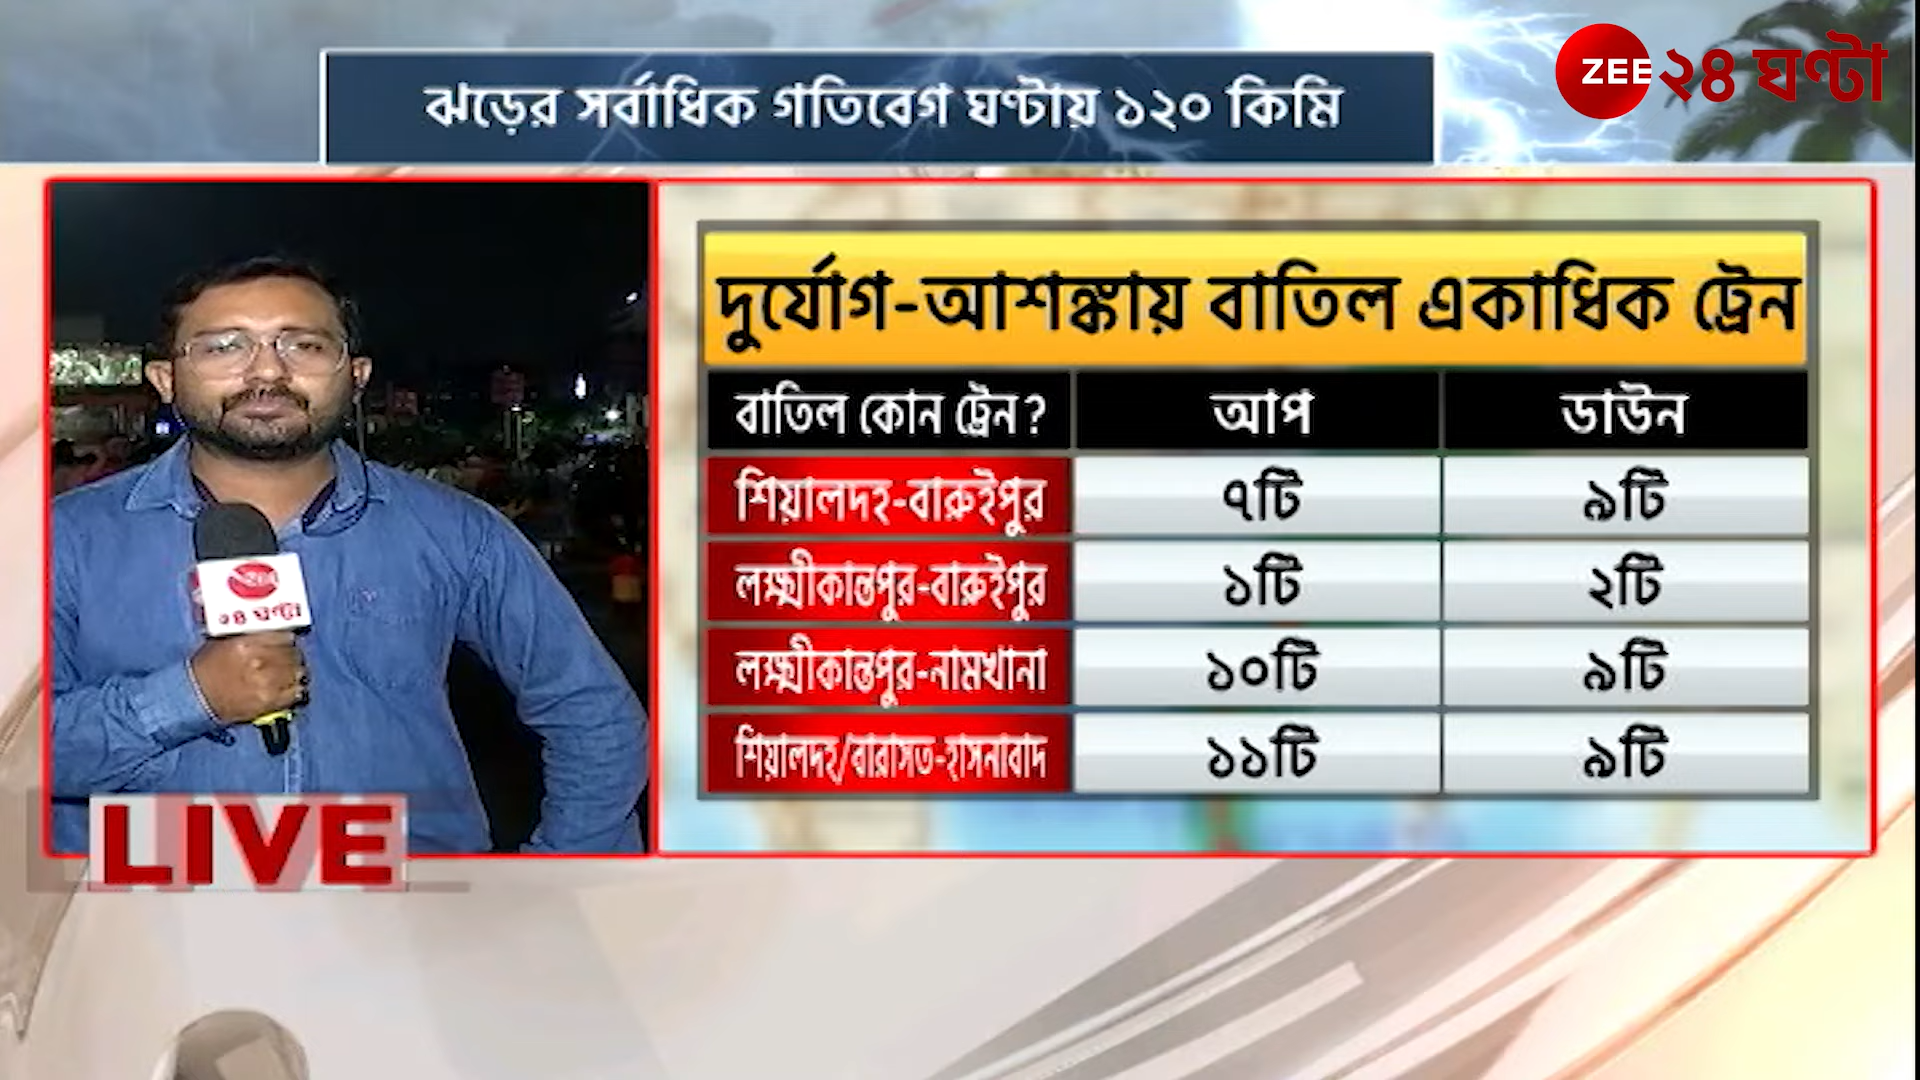 ঝড়ের সর্বাধিক গতিবেগ ঘণ্টায় ১২০ কিমি
ZEE ২৪ ঘণ্টা
দুর্যোগ-আশঙ্কায় বাতিল একাধিক ট্রেন
বাতিল কোন ট্রেন? আপ ডাউন
শিয়ালদহ-বারুইপুর ৭টি ৯টি
লক্ষ্মীকান্তপুর-বারুইপুর ১টি ২টি
লক্ষ্মীকান্তপুর-নামখানা ১০টি ৯টি
শিয়ালদহ/বারাসত-হাসনাবাদ ১১টি ৯টি
২৪ ঘণ্টা
LIVE